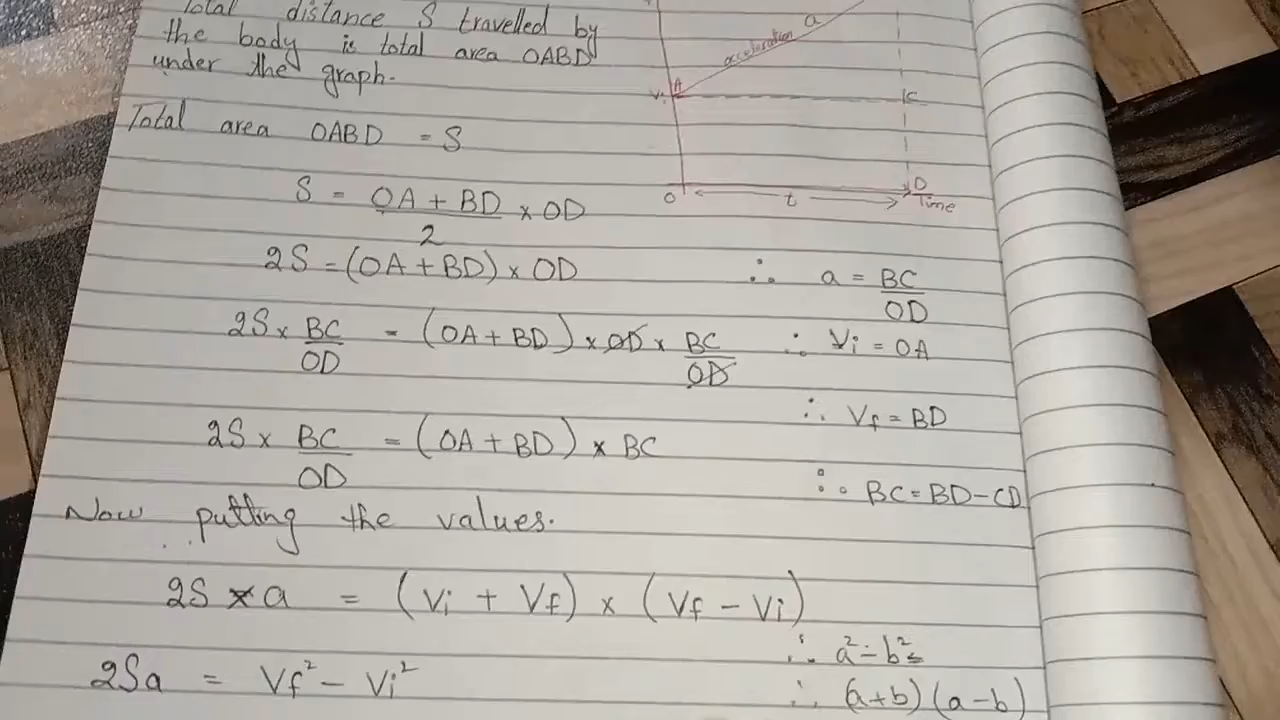 Total distance S travelled by
the body is total area OABD
under the graph.
a
acceleration
A
Vi
C
O
t
D
Time
Total area OABD = S
S = OA + BD / 2 × OD
2S = (OA + BD) × OD
∴ a = BC / OD
2S × BC / OD = (OA + BD) × OD × BC / OD
∴ Vi = OA
∴ Vf = BD
2S × BC / OD = (OA + BD) × BC
∴ BC = BD - CD
Now putting the values.
2S × a = (Vi + Vf) × (Vf - Vi)
∴ a² - b² =
2Sa = Vf² - Vi²
∴ (a+b) (a-b)